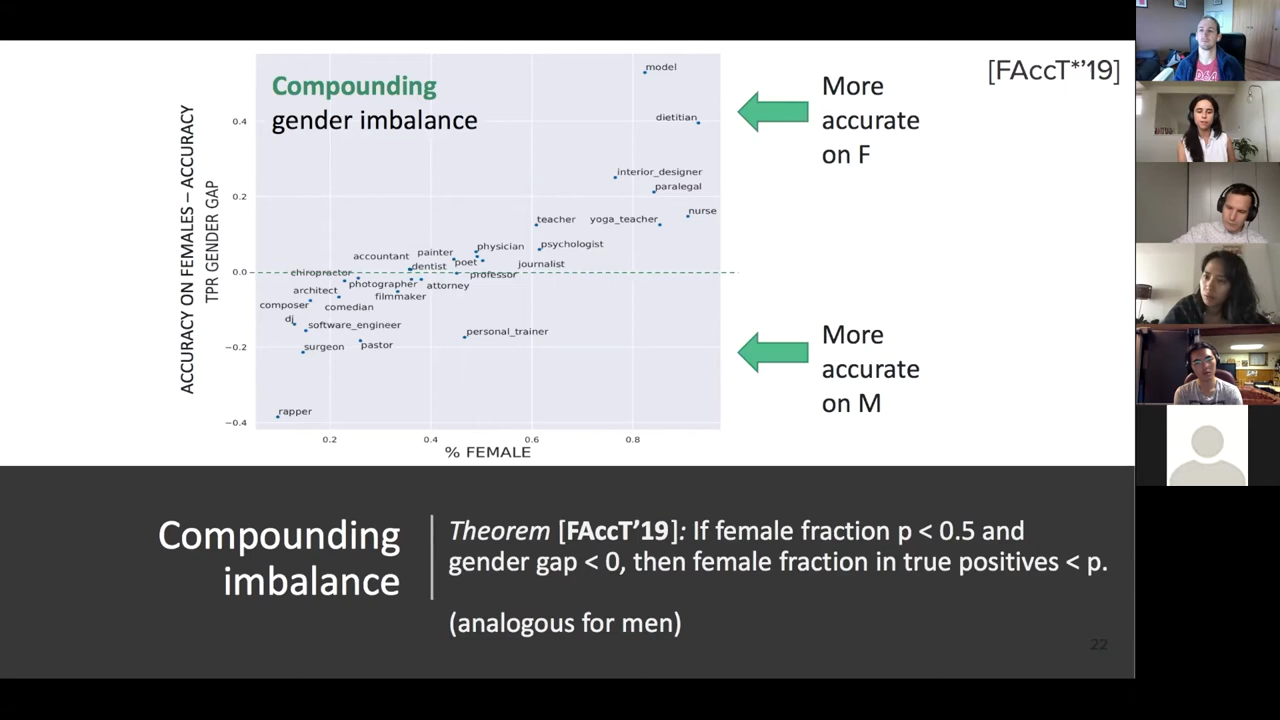 [FAccT*'19]
Compounding
gender imbalance
More
accurate
on F
More
accurate
on M
ACCURACY ON FEMALES – ACCURACY
TPR GENDER GAP
0.4
0.2
0.0
−0.2
−0.4
model
dietitian
interior_designer
paralegal
nurse
teacher
yoga_teacher
physician
psychologist
painter
accountant
poet
journalist
dentist
chiropractor
professor
photographer
attorney
architect
filmmaker
composer
comedian
dj
software_engineer
personal_trainer
surgeon
pastor
rapper
0.2
0.4
0.6
0.8
% FEMALE
Compounding
imbalance
Theorem [FAccT'19]: If female fraction p < 0.5 and
gender gap < 0, then female fraction in true positives < p.
(analogous for men)
22